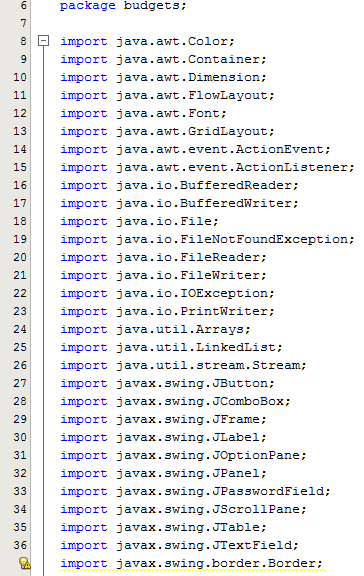 6 package budgets;
7
8 import java.awt.Color;
9 import java.awt.Container;
10 import java.awt.Dimension;
11 import java.awt.FlowLayout;
12 import java.awt.Font;
13 import java.awt.GridLayout;
14 import java.awt.event.ActionEvent;
15 import java.awt.event.ActionListener;
16 import java.io.BufferedReader;
17 import java.io.BufferedWriter;
18 import java.io.File;
19 import java.io.FileNotFoundException;
20 import java.io.FileReader;
21 import java.io.FileWriter;
22 import java.io.IOException;
23 import java.io.PrintWriter;
24 import java.util.Arrays;
25 import java.util.LinkedList;
26 import java.util.stream.Stream;
27 import javax.swing.JButton;
28 import javax.swing.JComboBox;
29 import javax.swing.JFrame;
30 import javax.swing.JLabel;
31 import javax.swing.JOptionPane;
32 import javax.swing.JPanel;
33 import javax.swing.JPasswordField;
34 import javax.swing.JScrollPane;
35 import javax.swing.JTable;
36 import javax.swing.JTextField;
import javax.swing.border.Border;